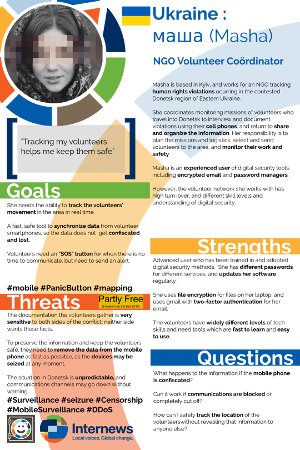 Ukraine :
маша (Masha)
NGO Volunteer Coördinator
Masha is based in Kyiv, and works for an NGO tracking
human rights violations occurring in the contested
Donetsk region of Eastern Ukraine.
She coordinates monitoring missions of volunteers who
travel into Donetsk to interview and document
violations using their cell phones, and return to share
and organize the information. Her responsibility is to
plan the missions and logistics, select and send
volunteers to the area, and monitor their work and
safety.
Masha is an experienced user of digital security tools,
including encrypted email and password managers.
However, the volunteer network she works with has
high turn over, and different skill levels and
understanding of digital security.
"Tracking my volunteers
helps me keep them safe"
Goals
She needs the ability to track the volunteers'
movement in the area in real time.
A fast, safe tool to synchronize data from volunteer
smartphones, so the data does not get confiscated
and lost.
Volunteers need an "SOS" button for when there is no
time to communicate, but need to send an alert.
#mobile #PanicButton #mapping
Strengths
Advanced user who has been trained in and adopted
digital security methods. She has different passwords
for different services, and updates her software
regularly.
She uses file encryption for files on her laptop, and
uses gmail with two-factor authentication for her
email.
The volunteers have widely different levels of tech
skills and need tools which are fast to learn and easy
to use.
Threats
Partly Free
The documentation the volunteers gather is very
sensitive to both sides of the conflict, neither side
wants these facts.
To preserve the information and keep the volunteers
safe, they need to remove the data from the mobile
phone as fast as possible, as the devices may be
seized at any moment.
The situation in Donetsk is unpredictable, and
communications channels may go down without
warning.
#Surveillance #seizure #Censorship
#MobileSurveillance #DDoS
Questions
What happens to the information if the mobile phone
is confiscated?
Can it work if communications are blocked or
completely cut off?
How can I safely track the location of the
volunteers without revealing that information to
anyone else?
Internews
Local voices. Global change.